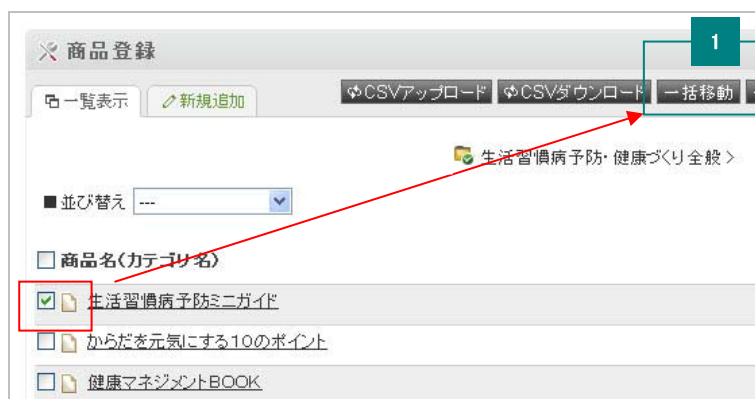 1
商品登録
一覧表示 新規追加 CSVアップロード CSVダウンロード 一括移動
生活習慣病予防・健康づくり全般 >
■並び替え ---
商品名(カテゴリ名)
生活習慣病予防ミニガイド
からだを元気にする10のポイント
健康マネジメントBOOK